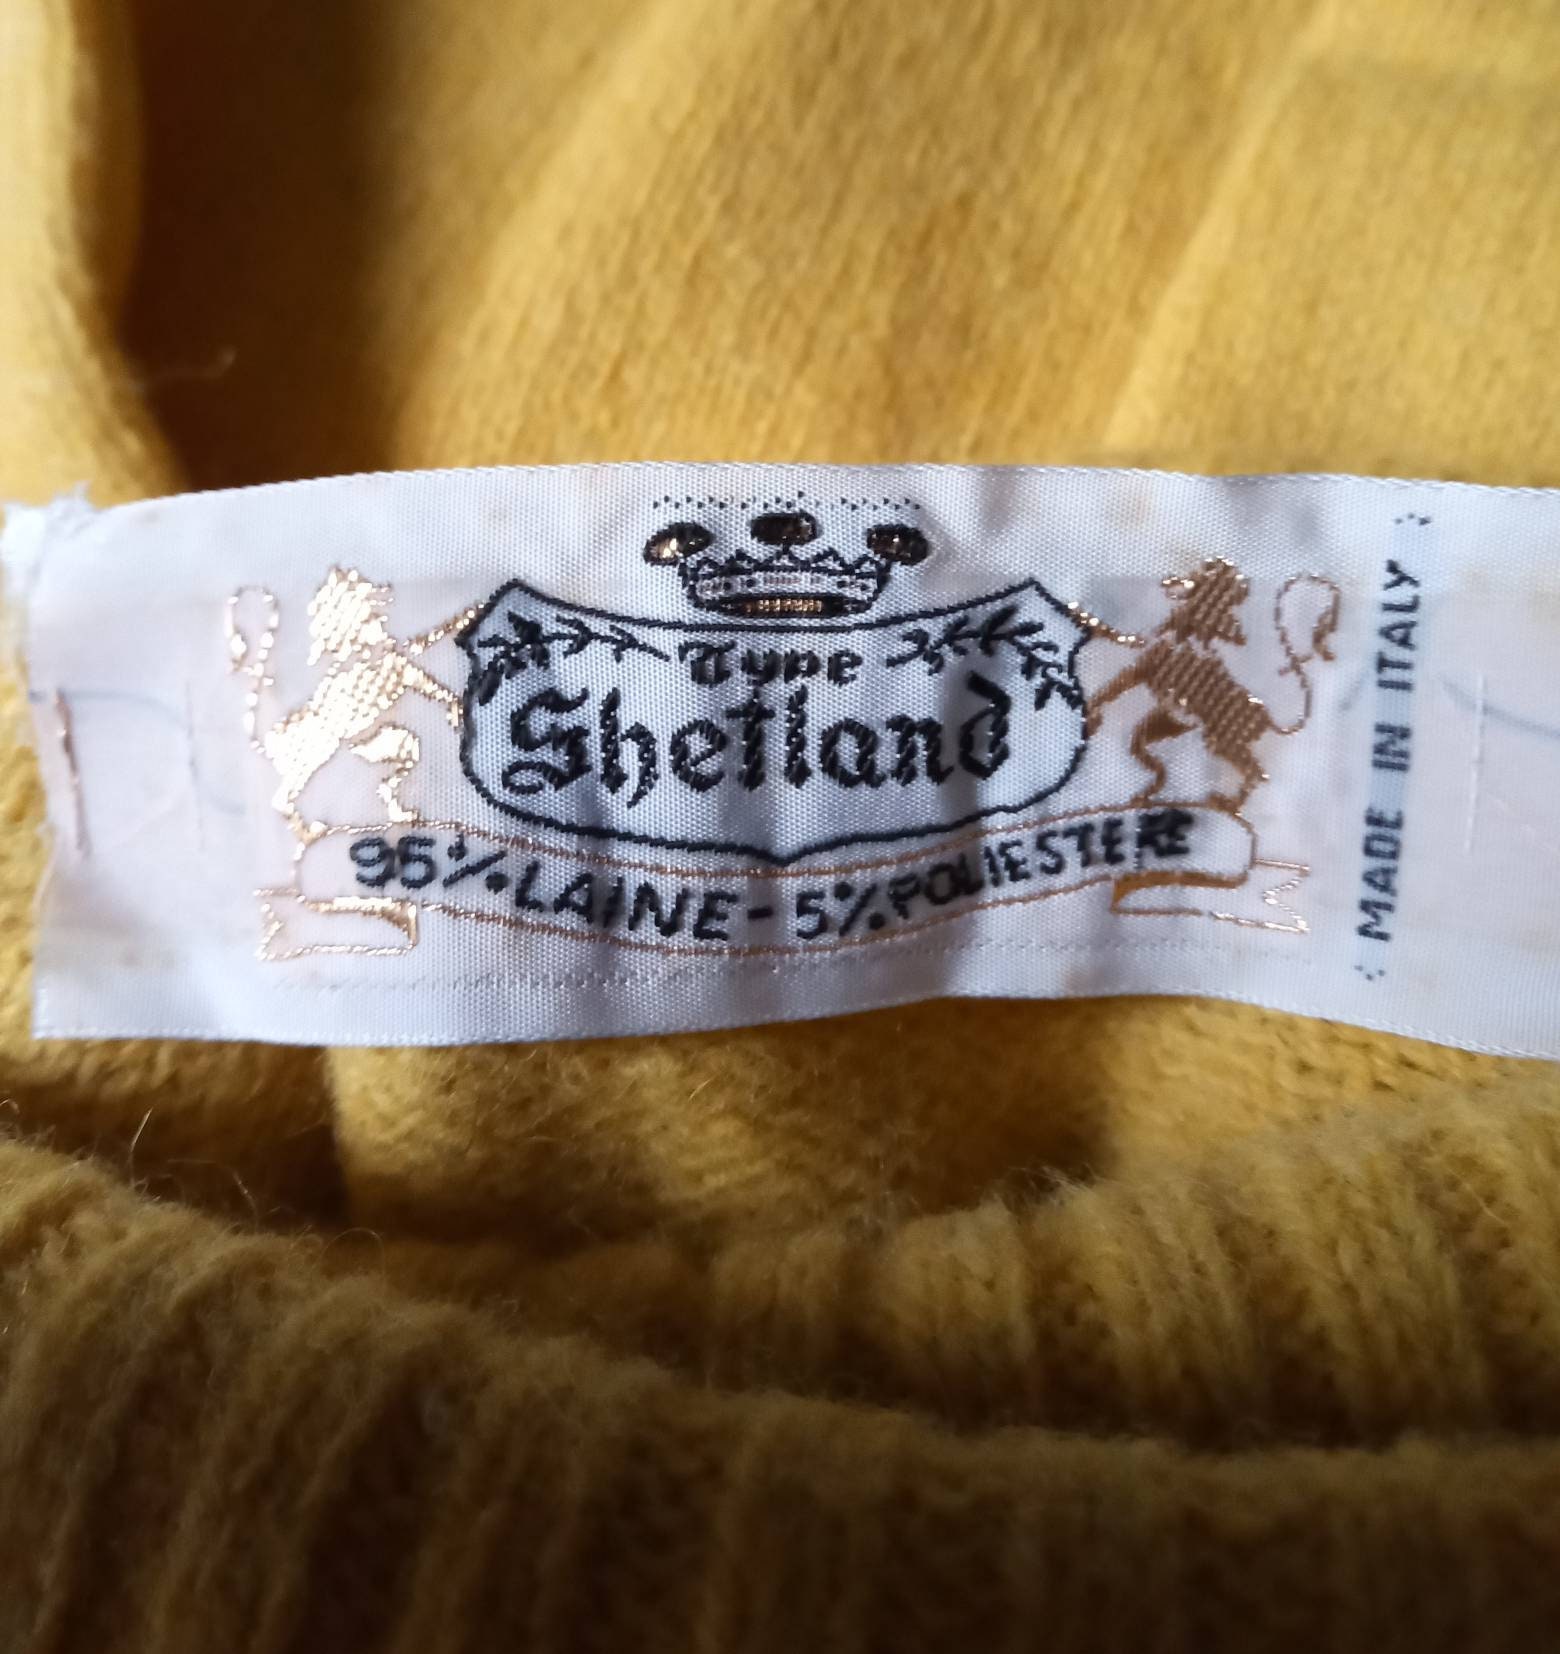 Type
Shetland
95% LAINE - 5% POLIESTERE
MADE IN ITALY